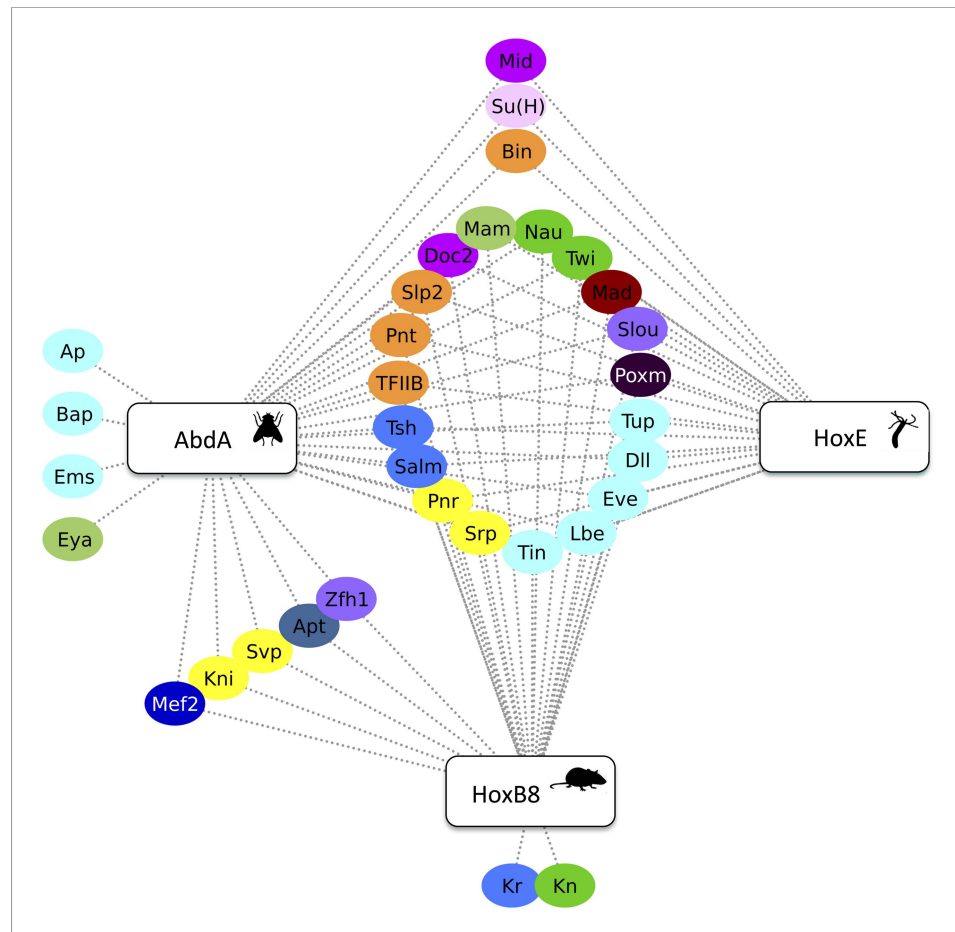 Mid
Su(H)
Bin
Mam
Nau
Doc2
Twi
Slp2
Mad
Pnt
Slou
TFIIB
Poxm
Tsh
Tup
Salm
Dll
Pnr
Eve
Srp
Lbe
Tin
Ap
Bap
Ems
Eya
AbdA
HoxE
Zfh1
Apt
Svp
Kni
Mef2
HoxB8
Kr
Kn